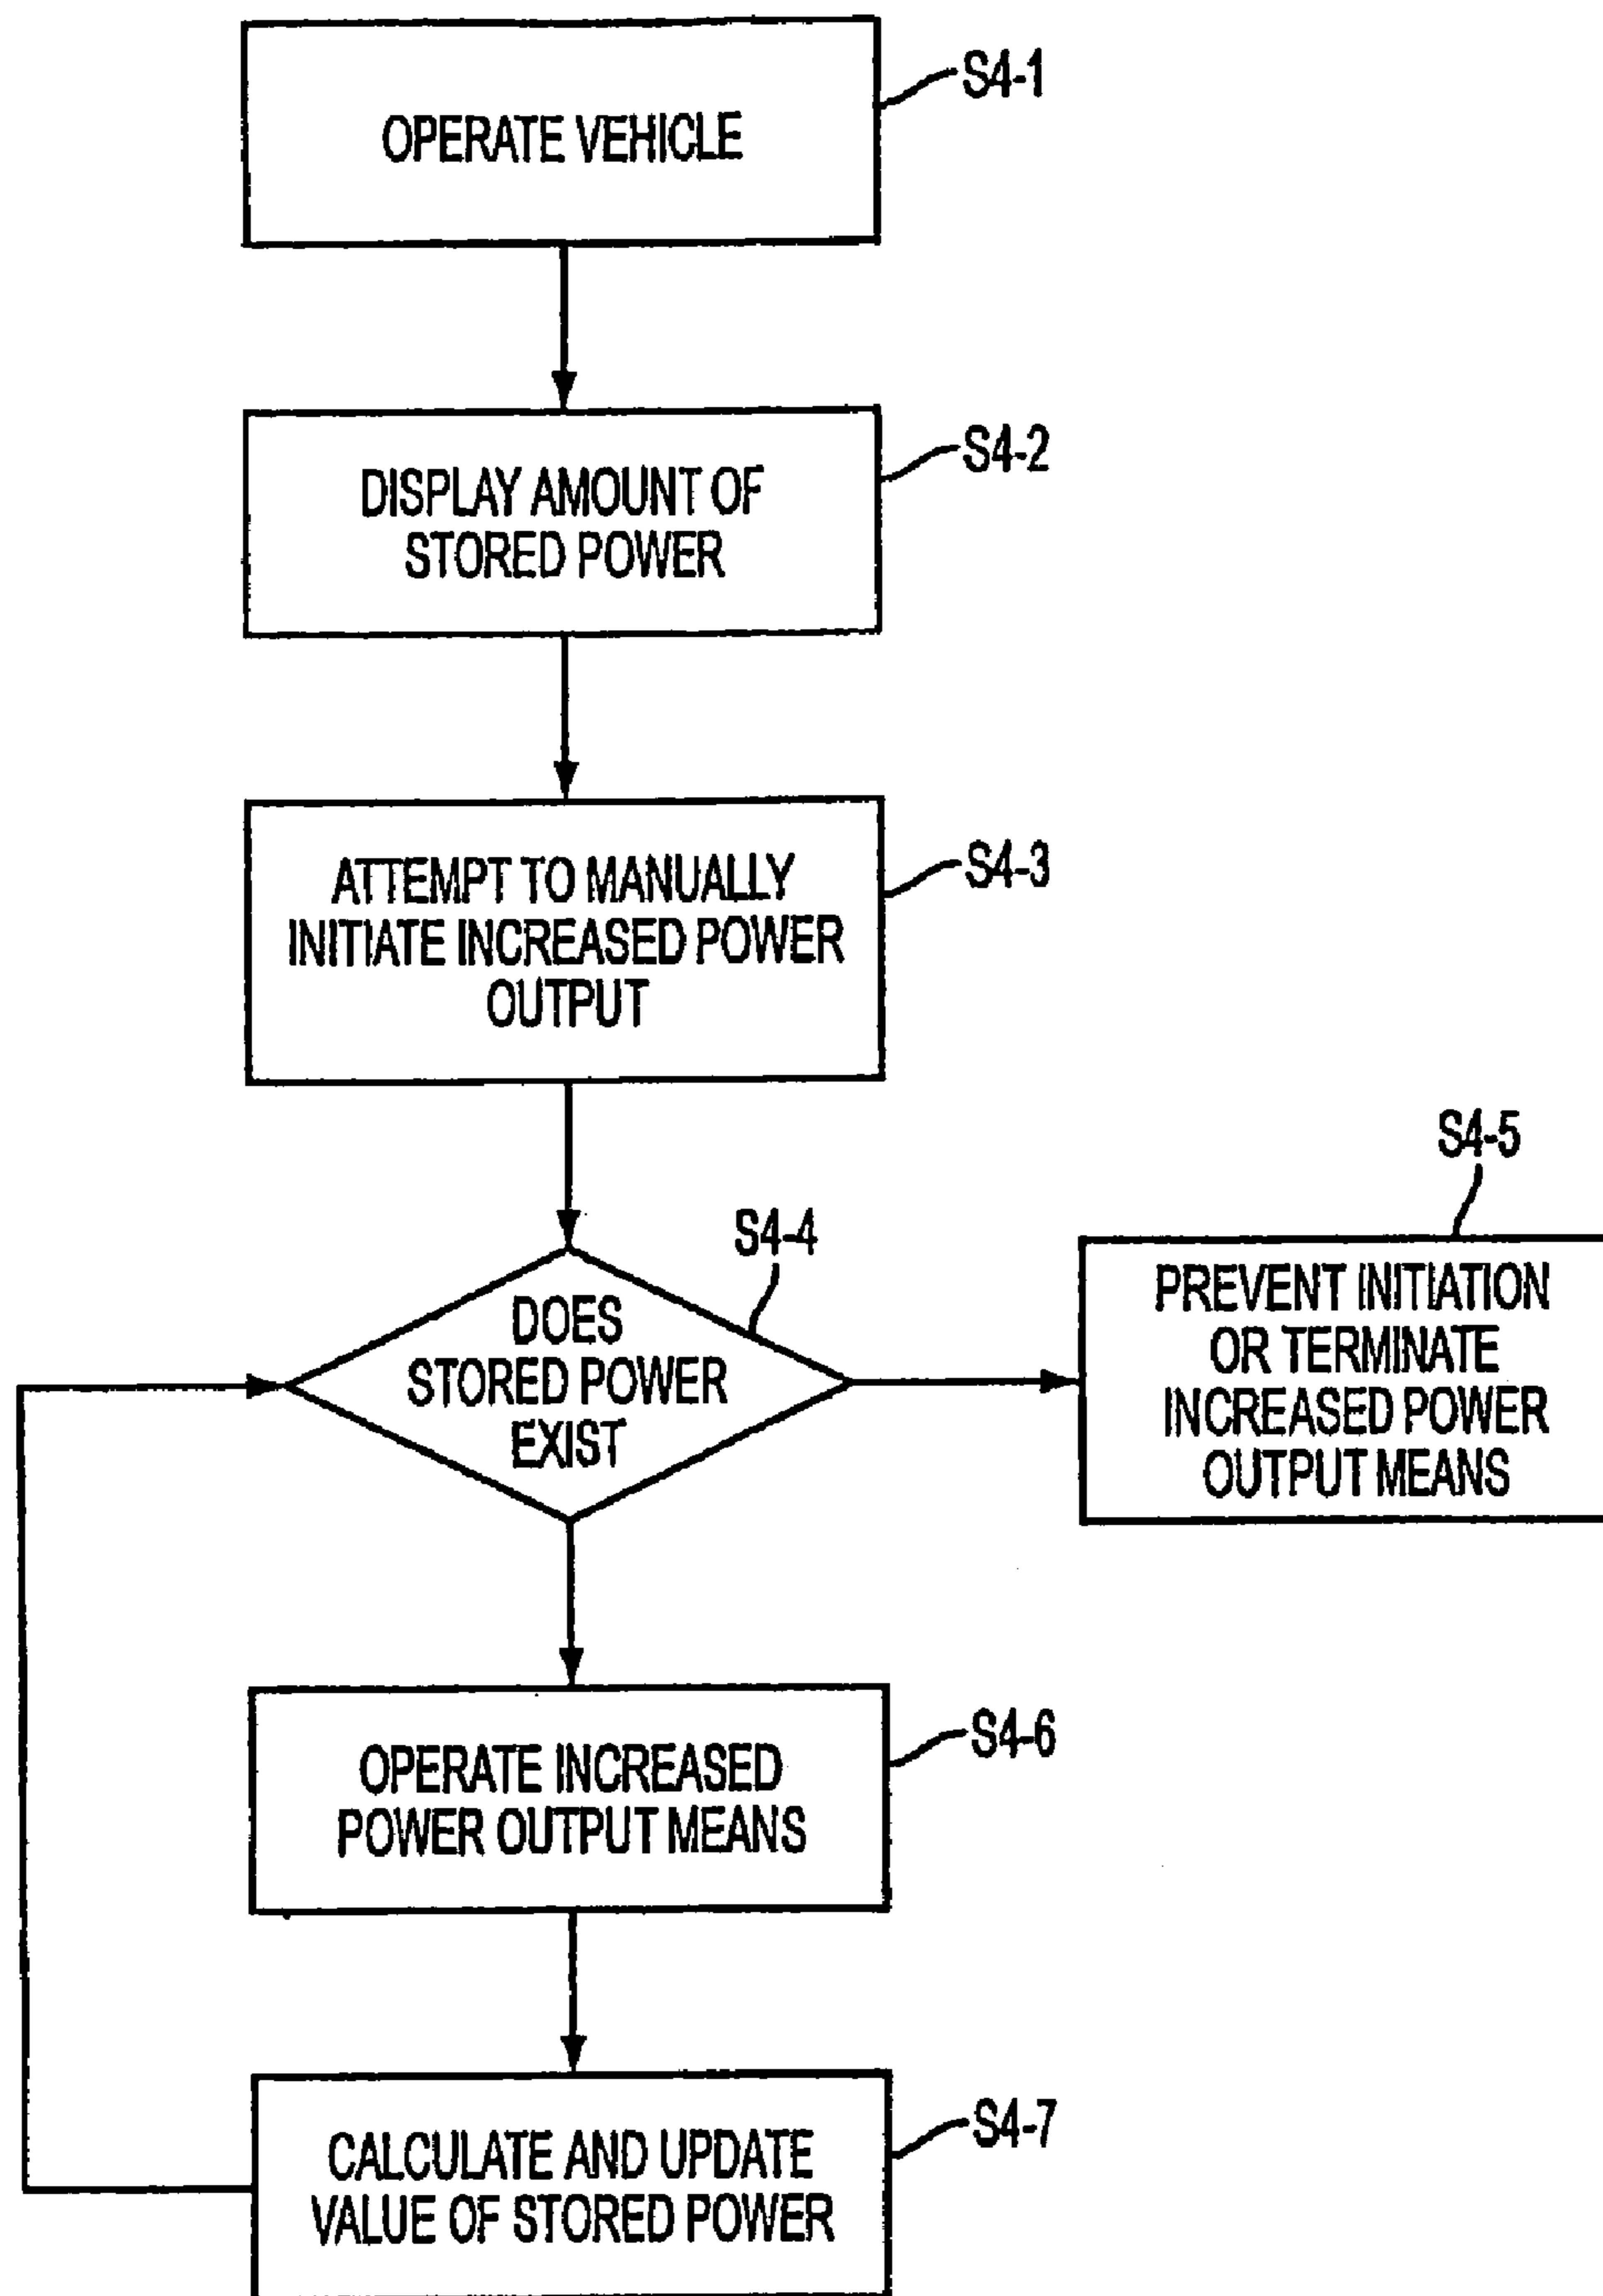 S4-1
OPERATE VEHICLE
S4-2
DISPLAY AMOUNT OF
STORED POWER
S4-3
ATTEMPT TO MANUALLY
INITIATE INCREASED POWER
OUTPUT
S4-4
DOES
STORED POWER
EXIST
S4-5
PREVENT INITIATION
OR TERMINATE
INCREASED POWER
OUTPUT MEANS
S4-6
OPERATE INCREASED
POWER OUTPUT MEANS
S4-7
CALCULATE AND UPDATE
VALUE OF STORED POWER